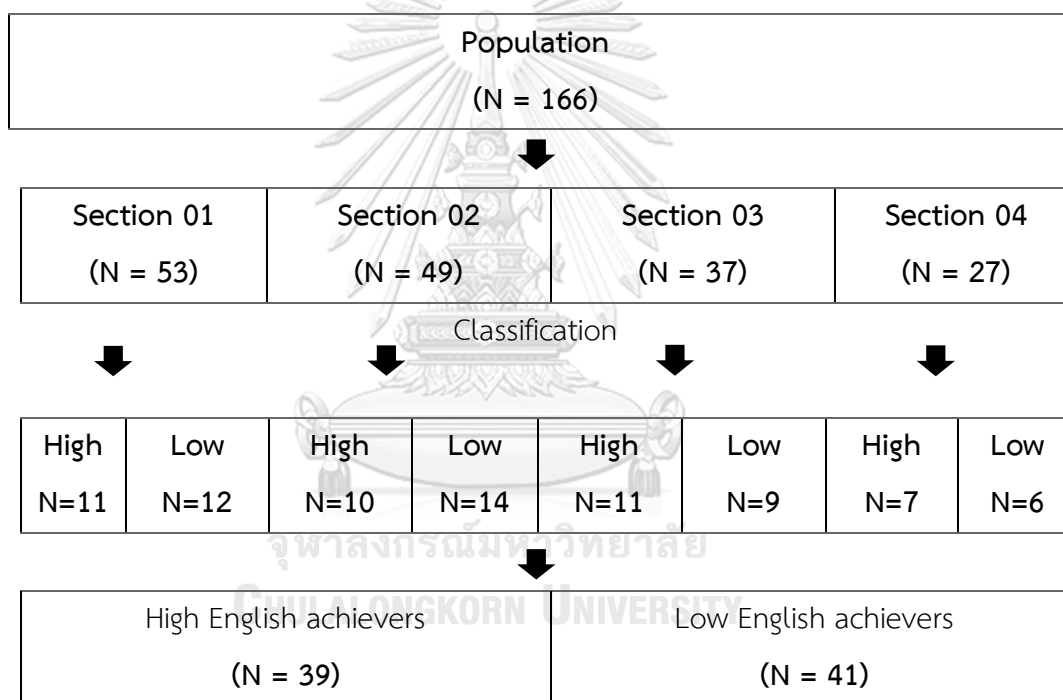 Population
(N = 166)
Section 01 Section 02 Section 03 Section 04
(N = 53) (N = 49) (N = 37) (N = 27)
Classification
High Low High Low High Low High Low
N=11 N=12 N=10 N=14 N=11 N=9 N=7 N=6
จุฬาลงกรณ์มหาวิทยาลัย
CHULALONGKORN UNIVERSITY
High English achievers Low English achievers
(N = 39) (N = 41)